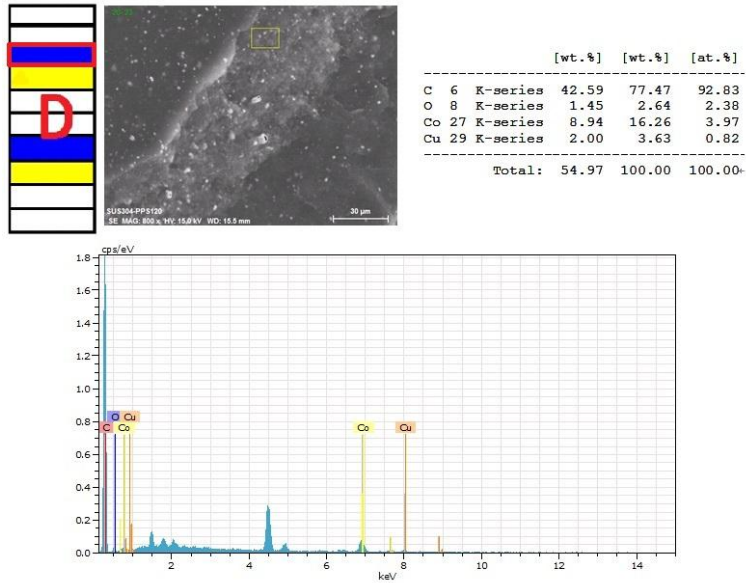 D
SUS304-PPS120
SE MAG: 800 x HV: 15.0 kV WD: 15.5 mm
30 µm
[wt.%] [wt.%] [at.%]
C 6 K-series 42.59 77.47 92.83
O 8 K-series 1.45 2.64 2.38
Co 27 K-series 8.94 16.26 3.97
Cu 29 K-series 2.00 3.63 0.82
Total: 54.97 100.00 100.00
cps/eV
1.8
1.6
1.4
1.2
1.0
0.8
0.6
0.4
0.2
0.0
C O Co Cu
Co
Cu
2 4 6 8 10 12 14
keV